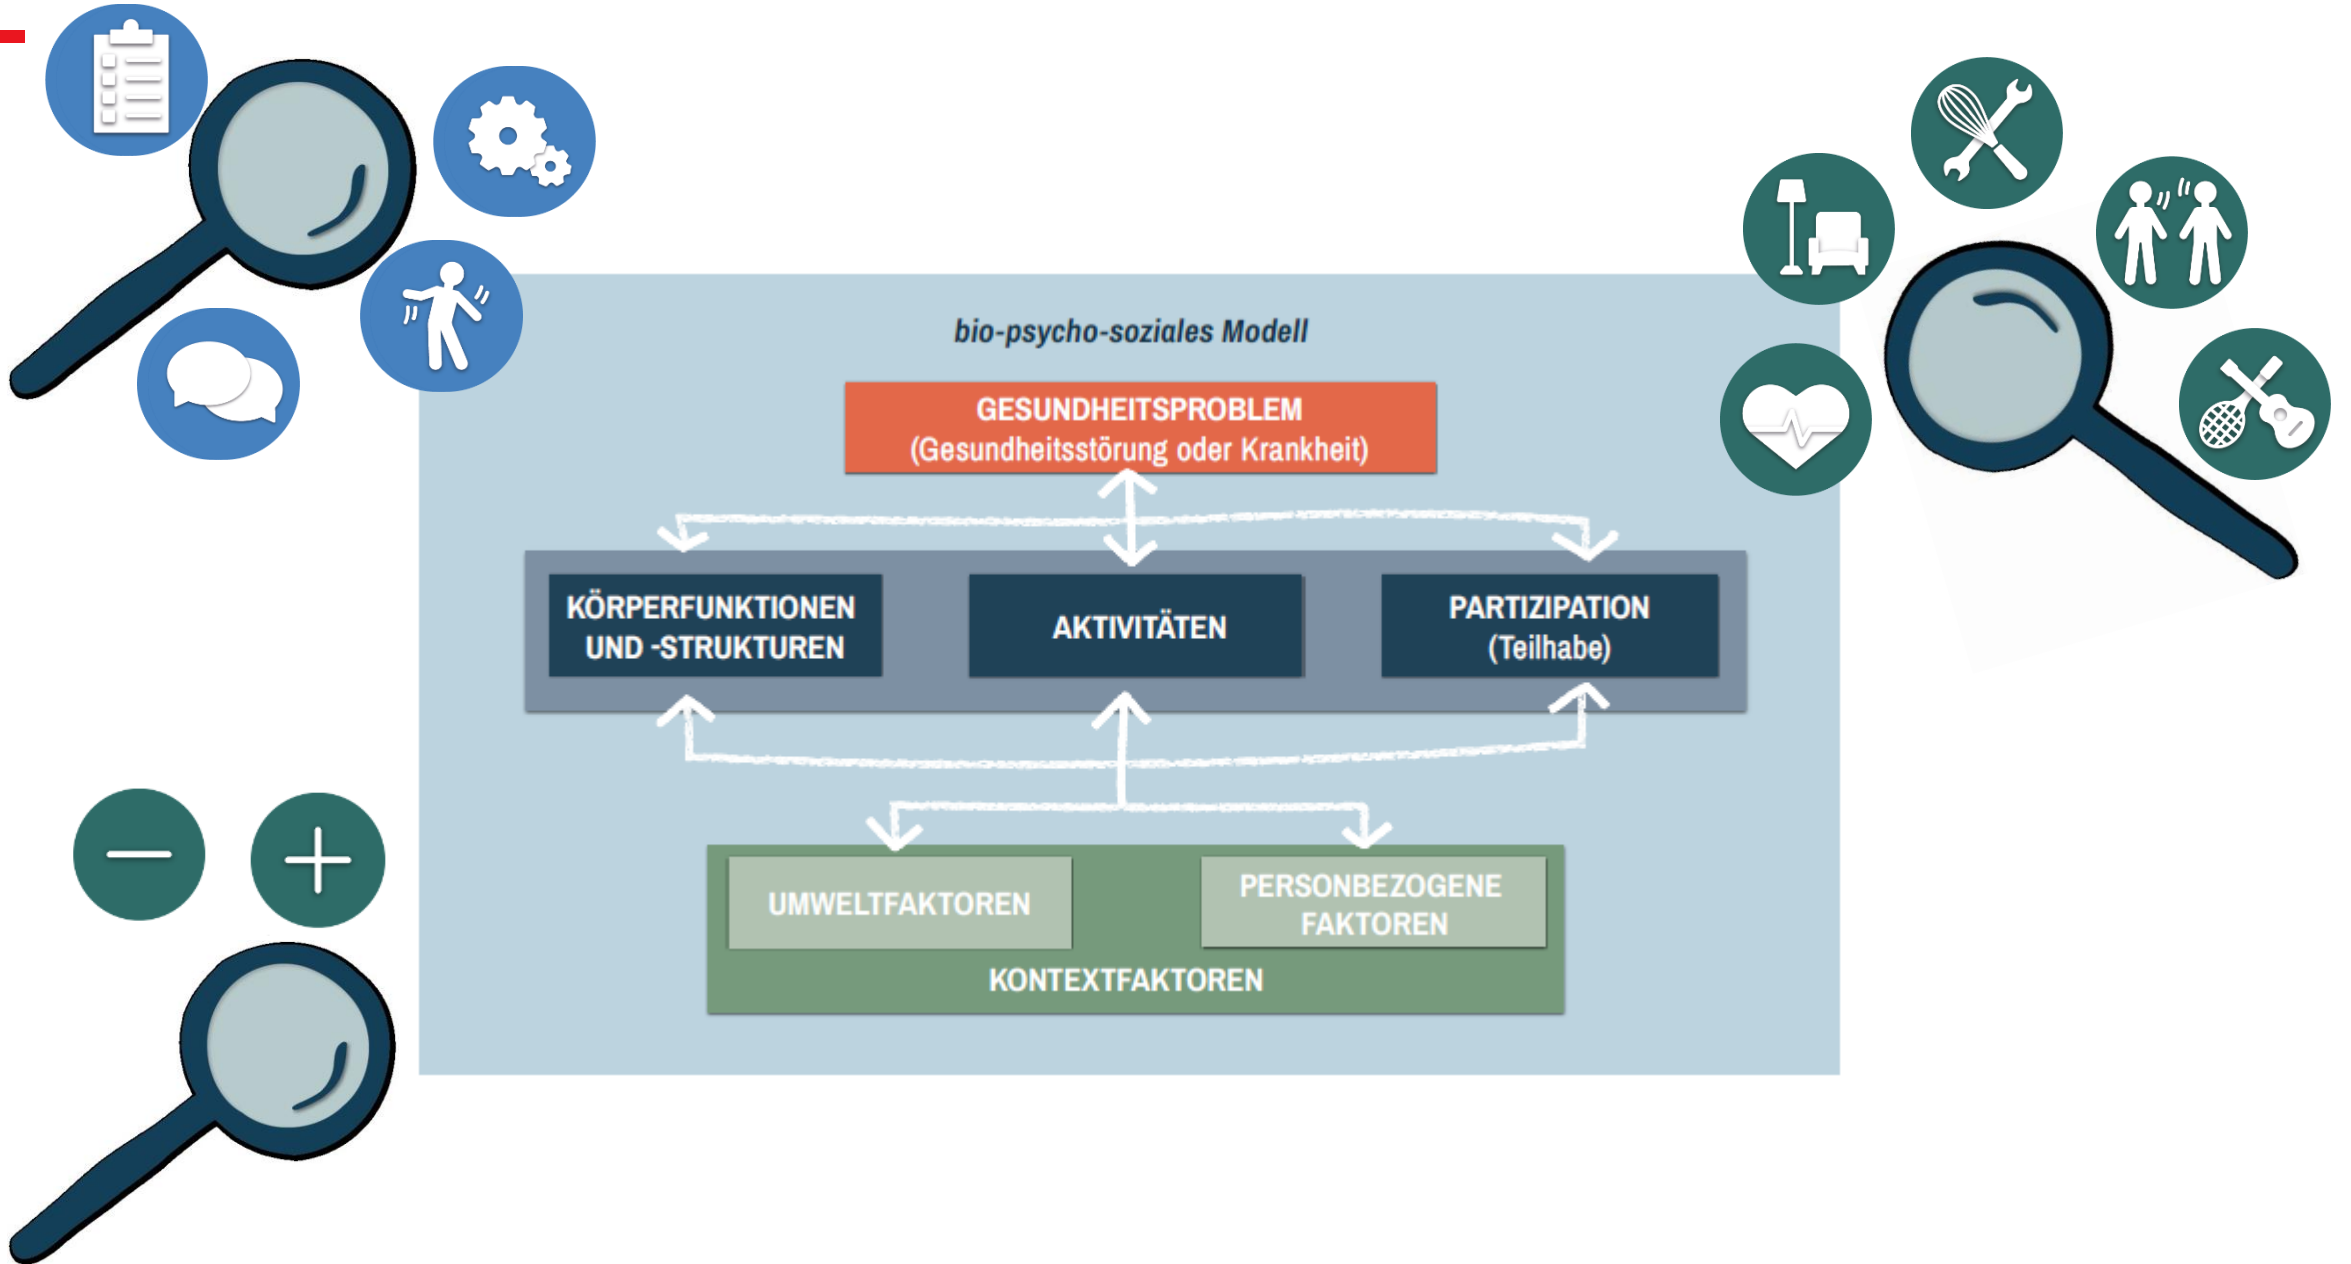 bio-psycho-soziales Modell
GESUNDHEITSPROBLEM
(Gesundheitsstörung oder Krankheit)
KÖRPERFUNKTIONEN
UND -STRUKTUREN
AKTIVITÄTEN
PARTIZIPATION
(Teilhabe)
UMWELTFAKTOREN
PERSONBEZOGENE
FAKTOREN
KONTEXTFAKTOREN